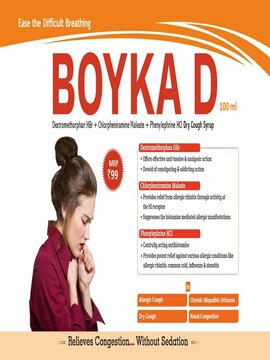 Ease the Difficult Breathing
BOYKA D
100 ml
Dextromethorphan HBr + Chlorpheniramine Maleate + Phenylephrine HCl Dry Cough Syrup
MRP
₹99
Dextromethorphan HBr
• Offers effective anti-tussive & analgesic action
• Devoid of constipating & addicting action
Chlorpheniramine Maleate
• Provides relief from allergic rhinitis through activity at
the H1 receptor
• Suppresses the histamine mediated allergic manifestations
Phenylephrine HCl
• Centrally acting antihistamine
• Provides potent relief against various allergic conditions like
allergic rhinitis, common cold, influenza & sinusitis
In
Allergic Cough
Chronic Idiopathic Urticaria
Dry Cough
Nasal Congestion
Relieves Congestion... Without Sedation